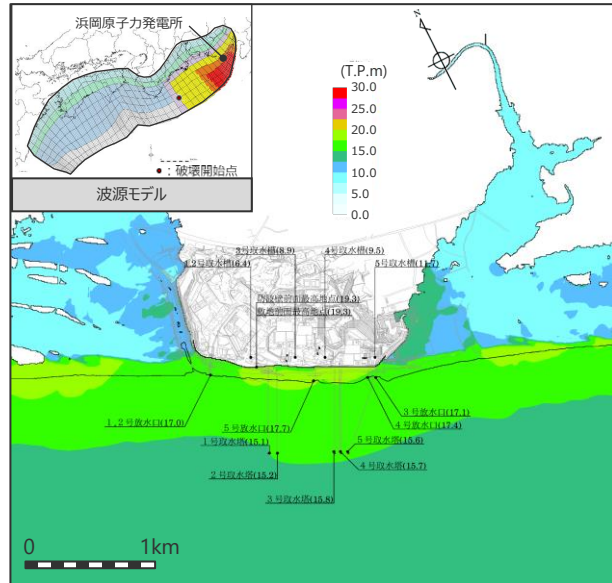 浜岡原子力発電所
:破壊開始点
波源モデル
N
(T.P.m)
30.0
25.0
20.0
15.0
10.0
5.0
0.0
3号取水槽(8.9)
4号取水槽(9.5)
1,2号取水槽(6.4)
5号取水槽(11.7)
防波壁前面最高地点(19.3)
敷地前面最高地点(19.3)
1,2号放水口(17.0)
5号放水口(17.7)
3号放水口(17.1)
4号放水口(17.4)
1号取水塔(15.1)
5号取水塔(15.6)
2号取水塔(15.2)
4号取水塔(15.7)
3号取水塔(15.8)
0
1km